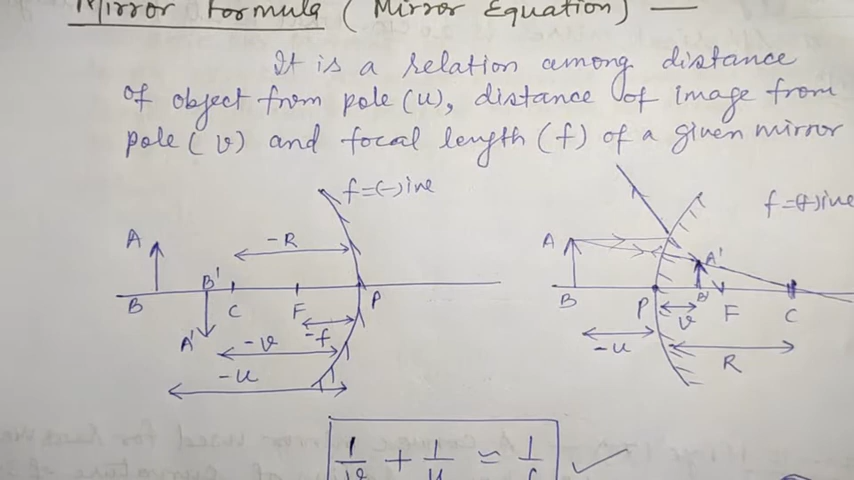 Mirror Formula (Mirror Equation) —
It is a relation among distance
of object from pole (u), distance of image from
pole (v) and focal length (f) of a given mirror
f=(-)ive
f=(+)ive
A
-R
A
A'
B
B'
C
F
P
B
P
B'
F
C
A'
-f
v
-v
-u
-u
R
1/v + 1/u = 1/f ✓